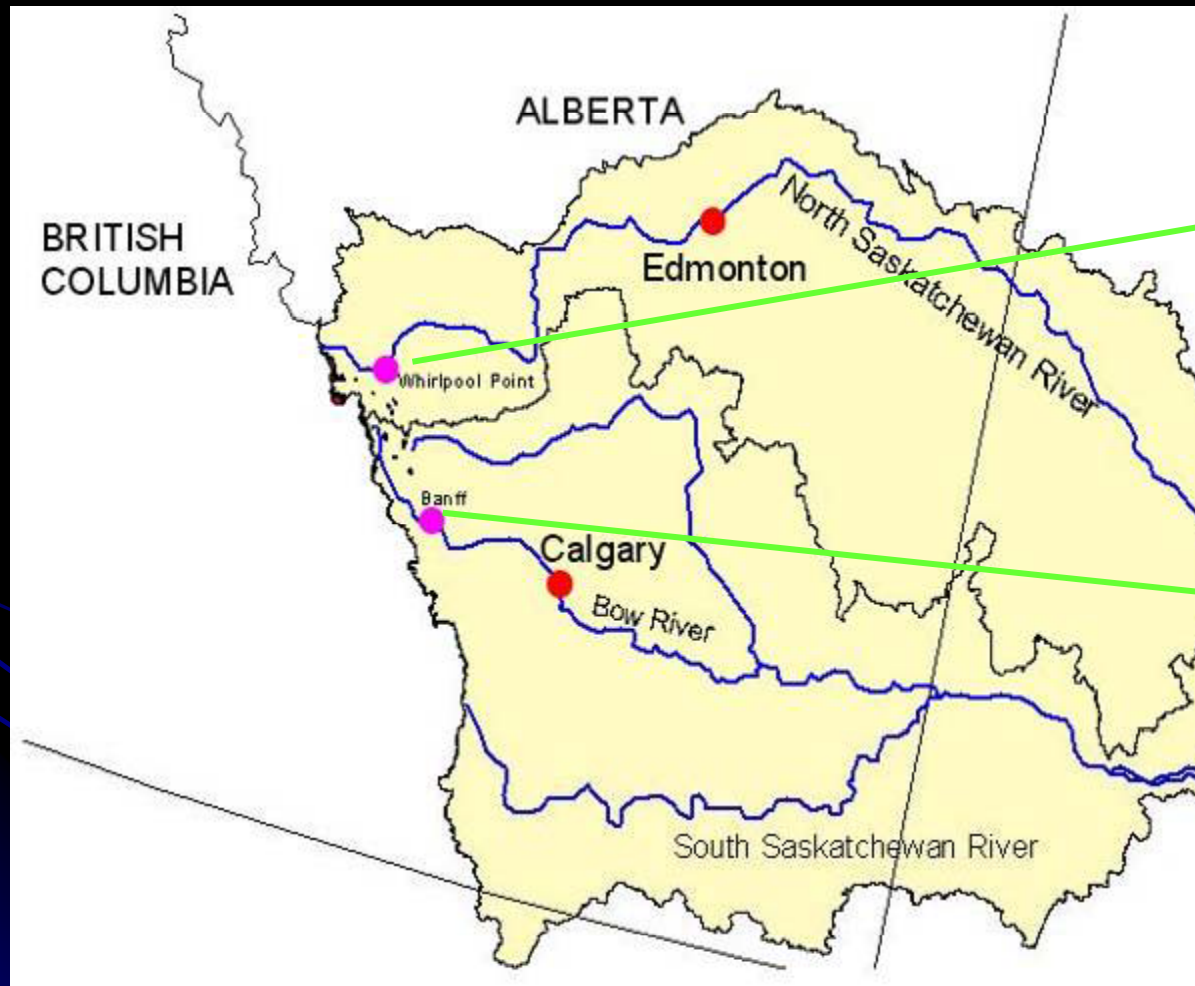 ALBERTA
BRITISH
COLUMBIA
North Saskatchewan River
Edmonton
Whirlpool Point
Banff
Calgary
Bow River
South Saskatchewan River